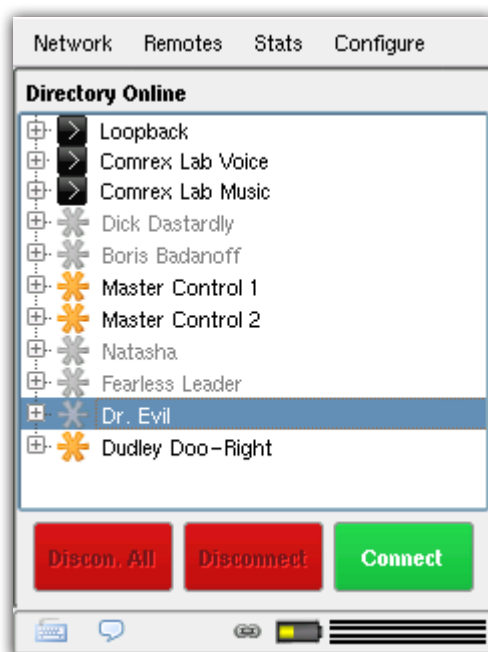 Network Remotes Stats Configure
Directory Online
Loopback
Comrex Lab Voice
Comrex Lab Music
Dick Dastardly
Boris Badanoff
Master Control 1
Master Control 2
Natasha
Fearless Leader
Dr. Evil
Dudley Doo-Right
Discon. All Disconnect Connect